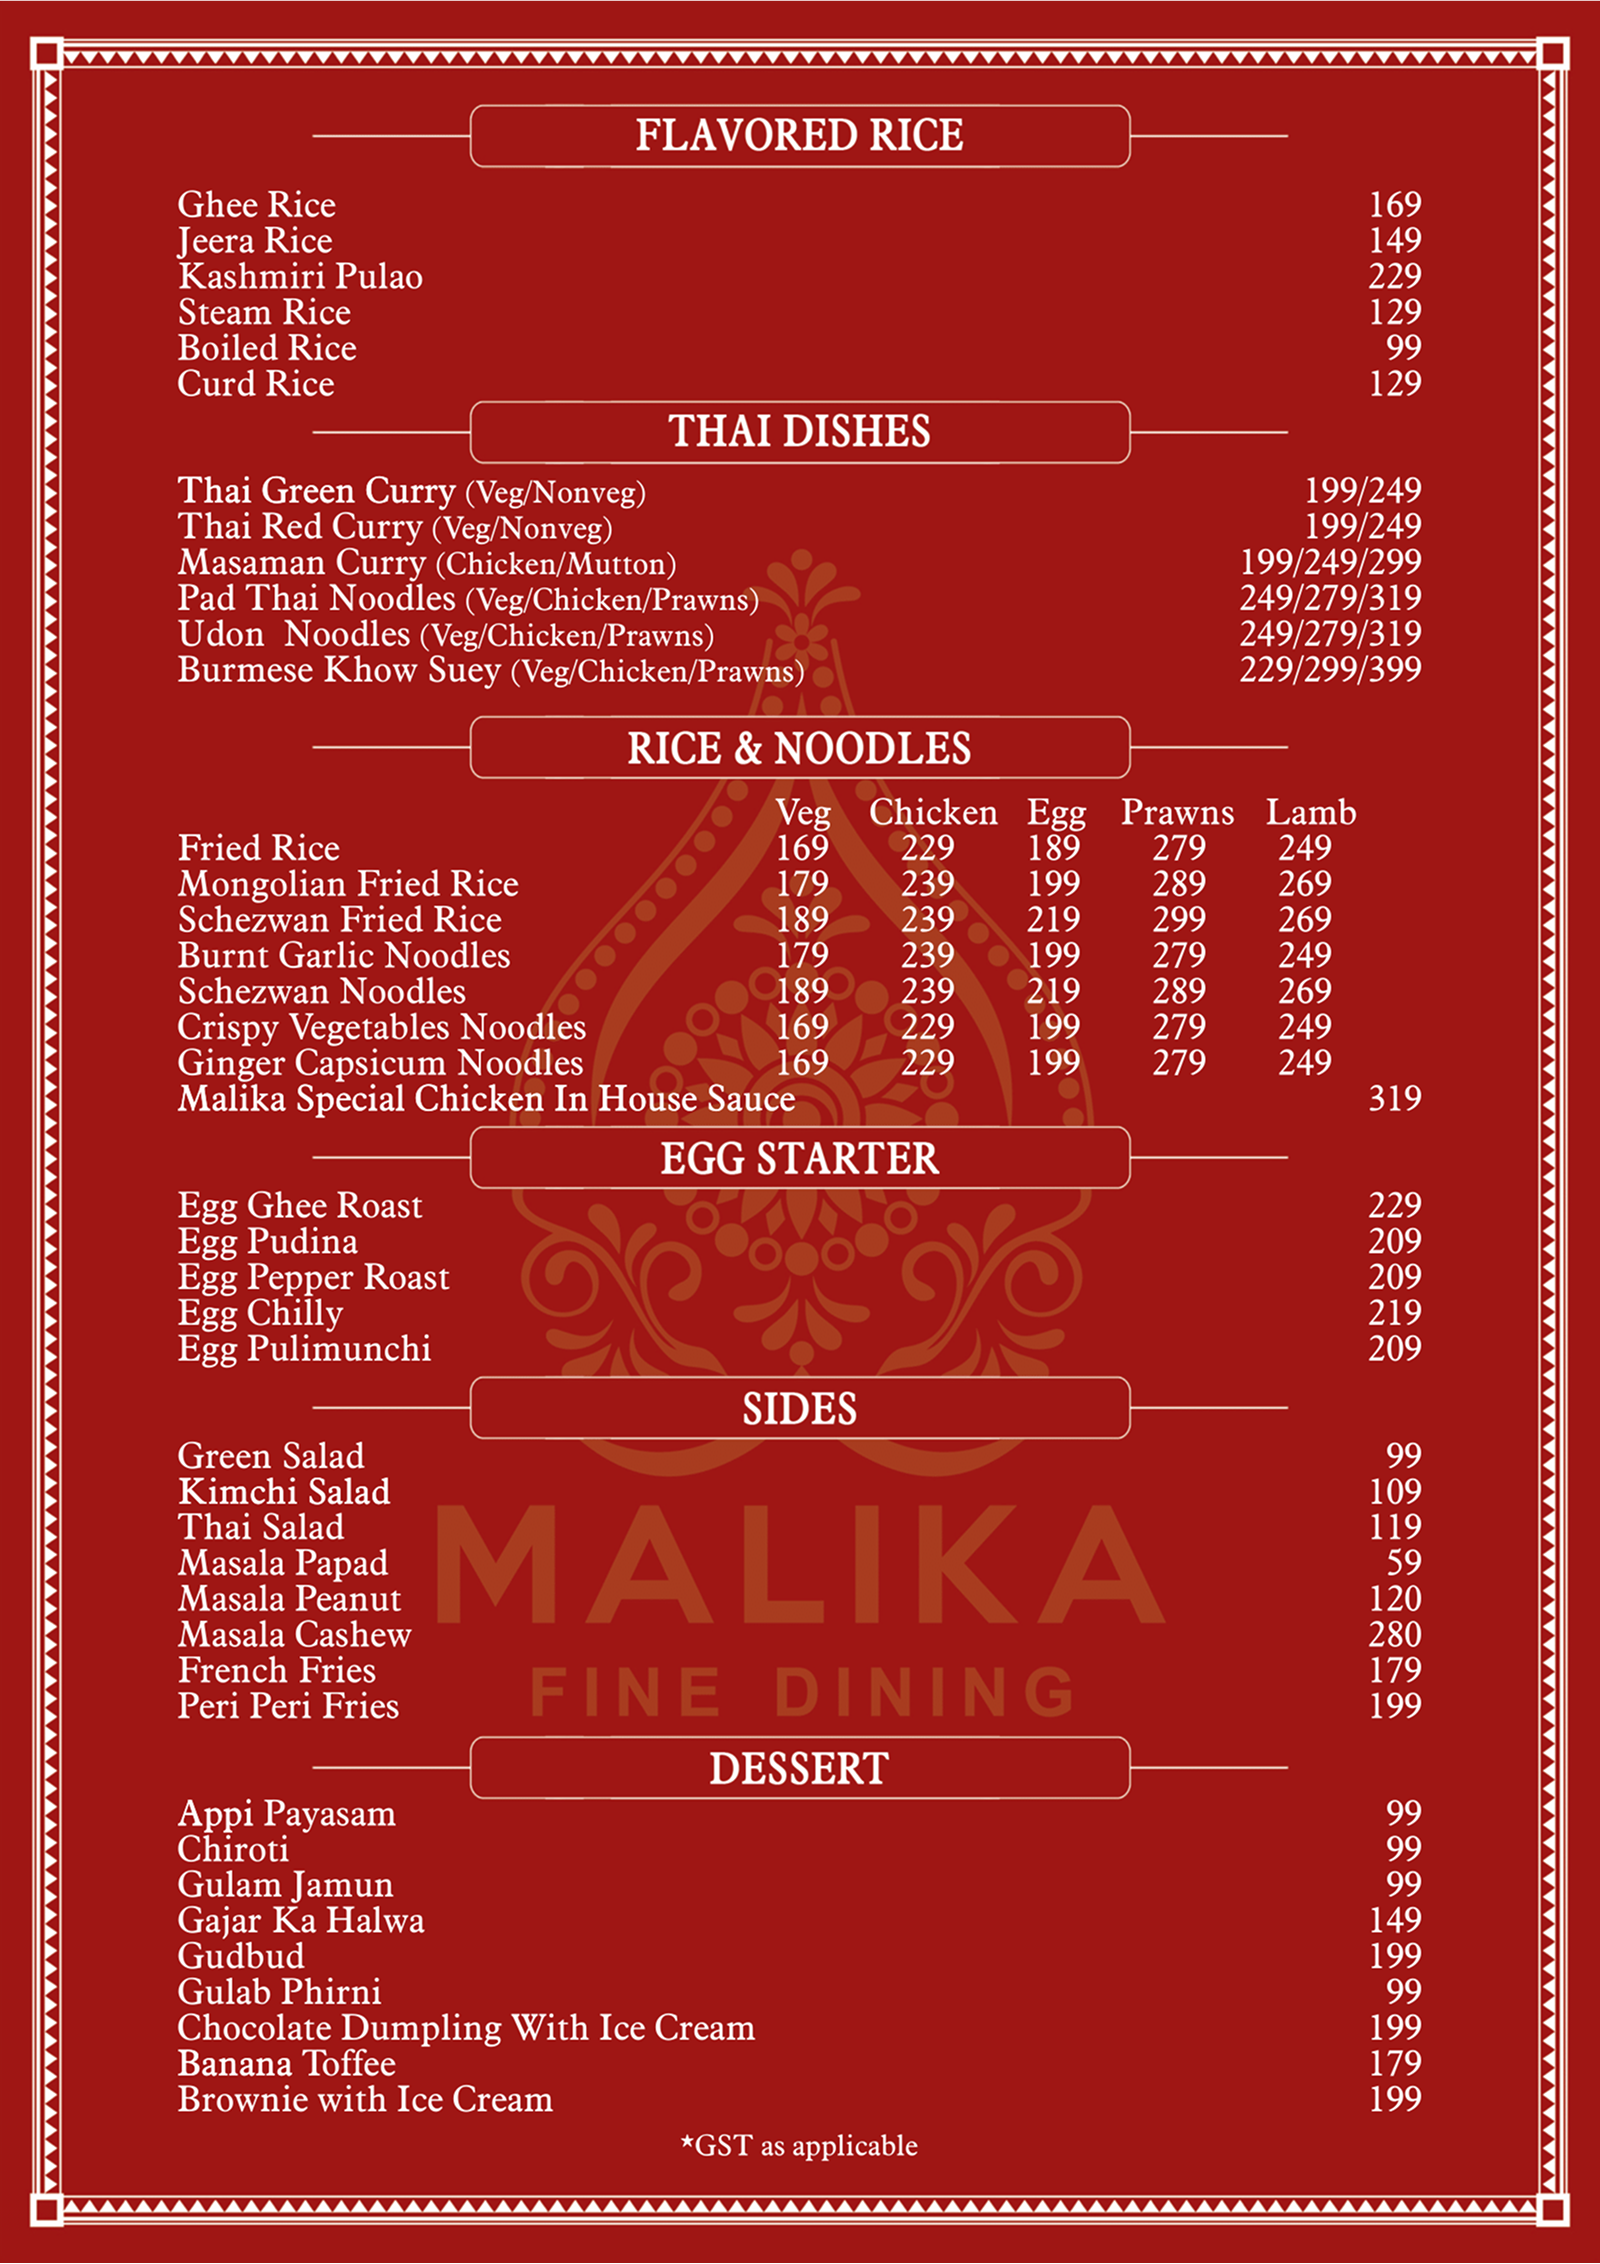 FLAVORED RICE
Ghee Rice 169
Jeera Rice 149
Kashmiri Pulao 229
Steam Rice 129
Boiled Rice 99
Curd Rice 129
THAI DISHES
Thai Green Curry (Veg/Nonveg) 199/249
Thai Red Curry (Veg/Nonveg) 199/249
Masaman Curry (Chicken/Mutton) 199/249/299
Pad Thai Noodles (Veg/Chicken/Prawns) 249/279/319
Udon Noodles (Veg/Chicken/Prawns) 249/279/319
Burmese Khow Suey (Veg/Chicken/Prawns) 229/299/399
RICE & NOODLES
Veg Chicken Egg Prawns Lamb
Fried Rice 169 229 189 279 249
Mongolian Fried Rice 179 239 199 289 269
Schezwan Fried Rice 189 239 219 299 269
Burnt Garlic Noodles 179 239 199 279 249
Schezwan Noodles 189 239 219 289 269
Crispy Vegetables Noodles 169 229 199 279 249
Ginger Capsicum Noodles 169 229 199 279 249
Malika Special Chicken In House Sauce 319
EGG STARTER
Egg Ghee Roast 229
Egg Pudina 209
Egg Pepper Roast 209
Egg Chilly 219
Egg Pulimunchi 209
SIDES
Green Salad 99
Kimchi Salad 109
Thai Salad 119
Masala Papad 59
Masala Peanut 120
Masala Cashew 280
French Fries 179
Peri Peri Fries 199
MALIKA
FINE DINING
DESSERT
Appi Payasam 99
Chiroti 99
Gulam Jamun 99
Gajar Ka Halwa 149
Gudbud 199
Gulab Phirni 99
Chocolate Dumpling With Ice Cream 199
Banana Toffee 179
Brownie with Ice Cream 199
*GST as applicable